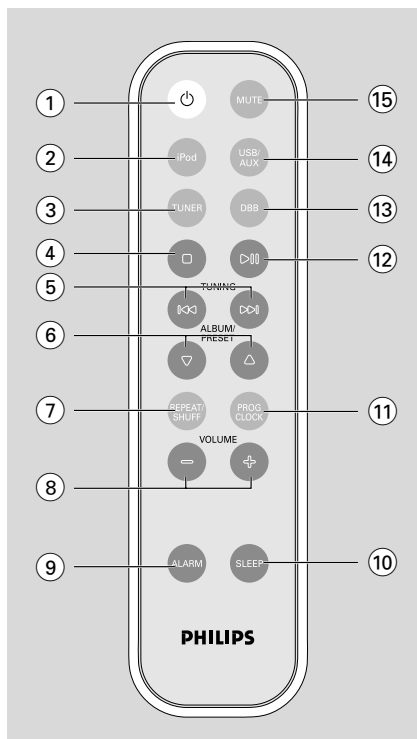 1
MUTE
15
2
iPod
USB/
AUX
14
3
TUNER
DBB
13
4
12
5
TUNING
6
ALBUM/
PRESET
7
REPEAT/
SHUFF
PROG
CLOCK
11
VOLUME
8
9
ALARM
SLEEP
10
PHILIPS